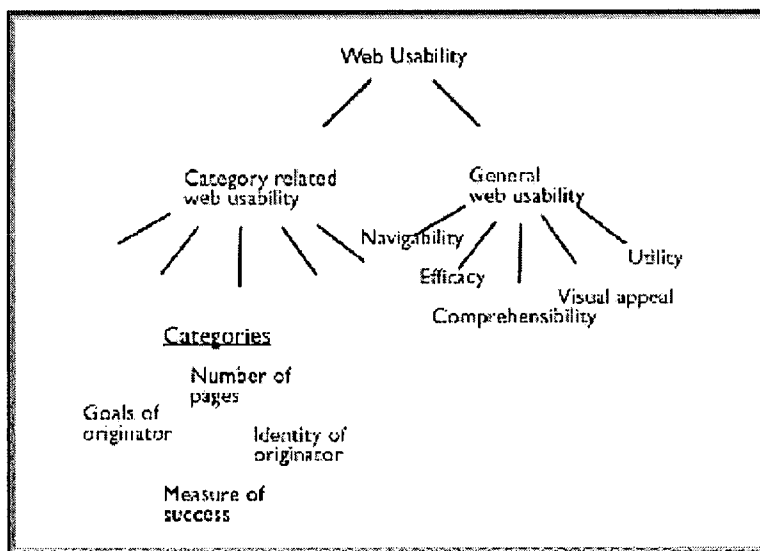 Web Usability
Category related
web usability
General
web usability
Navigability
Efficacy
Comprehensibility
Visual appeal
Utility
Categories
Number of
pages
Goals of
originator
Identity of
originator
Measure of
success